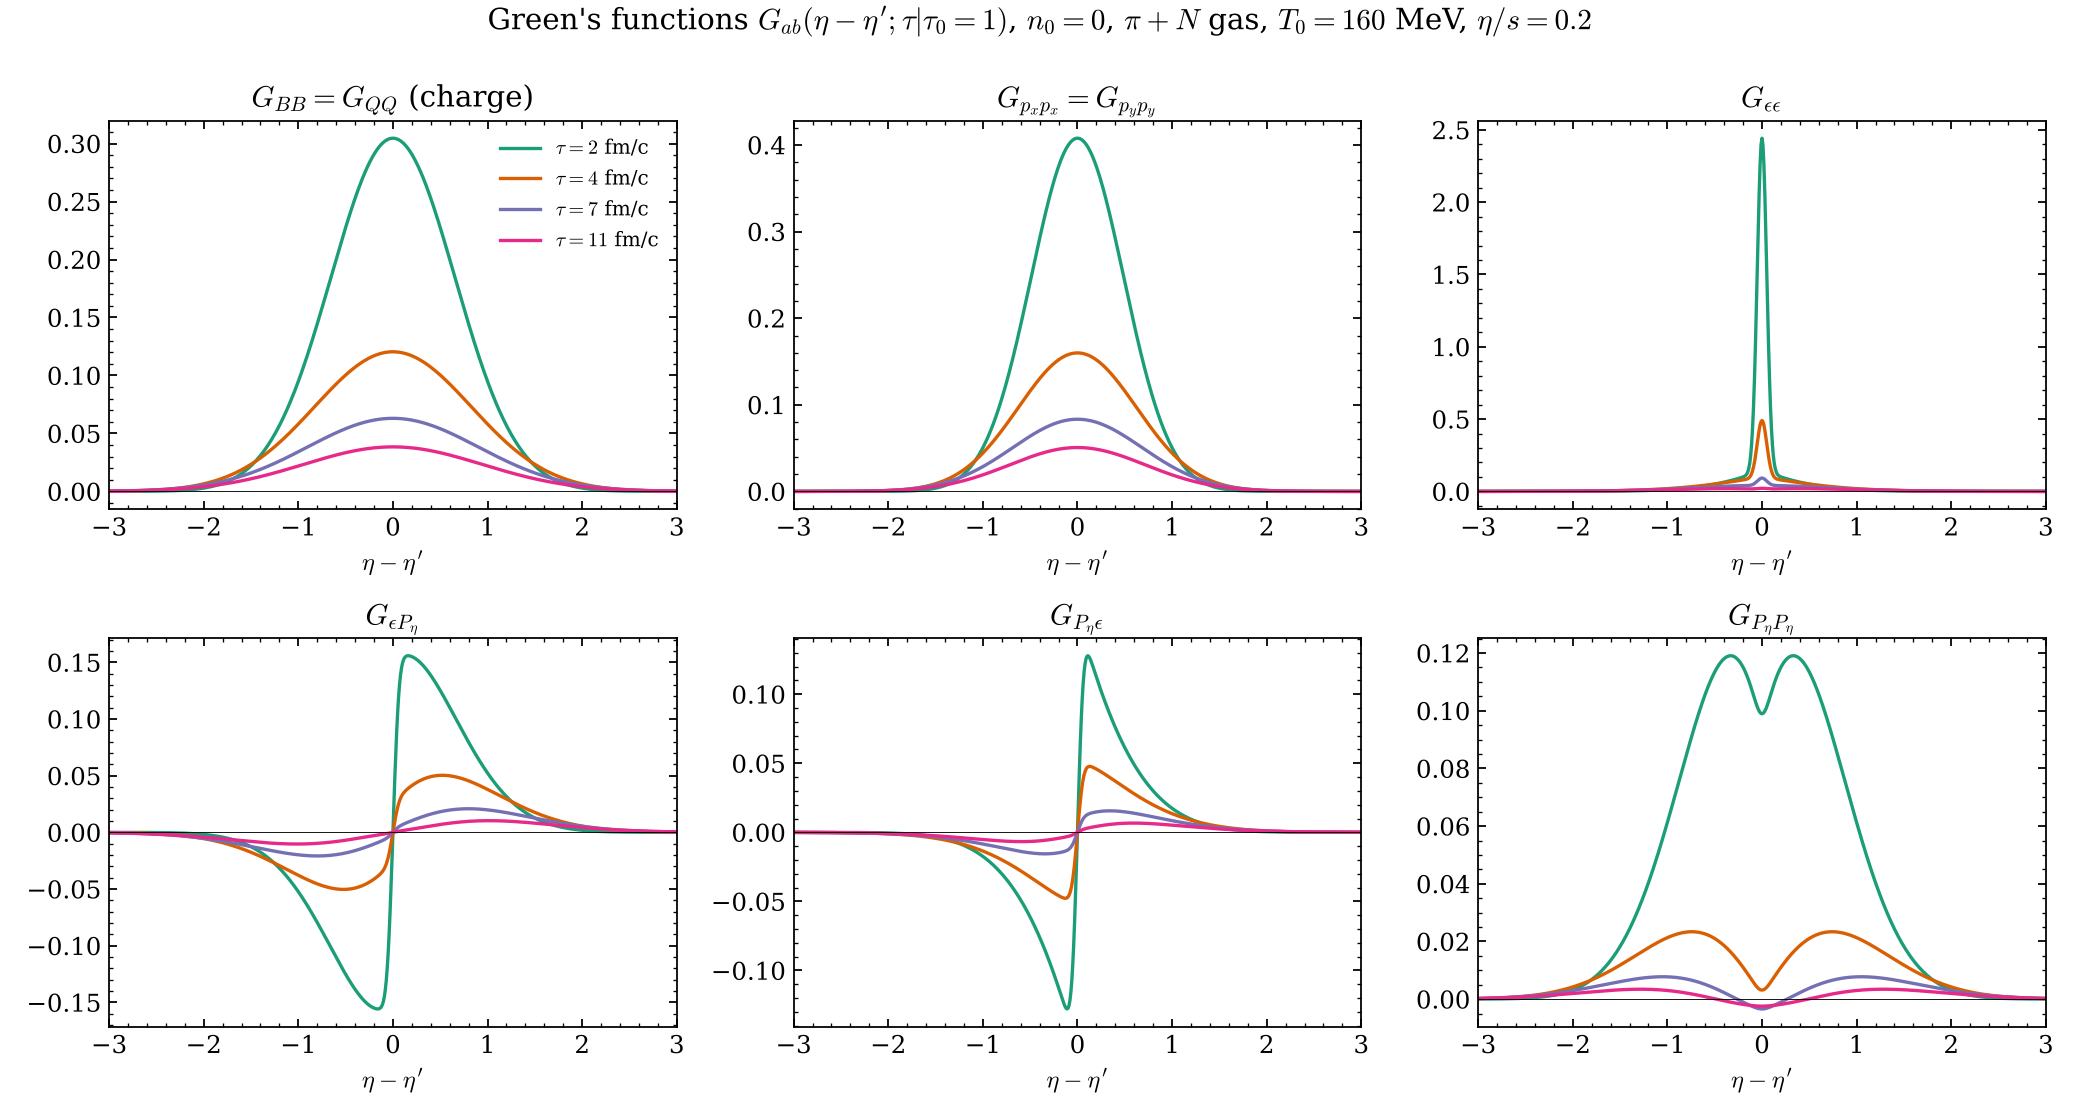 Green's functions G_{ab}(η − η′; τ|τ₀ = 1), n₀ = 0, π + N gas, T₀ = 160 MeV, η/s = 0.2
G_{BB} = G_{QQ} (charge)
0.30
0.25
0.20
0.15
0.10
0.05
0.00
τ = 2 fm/c
τ = 4 fm/c
τ = 7 fm/c
τ = 11 fm/c
−3 −2 −1 0 1 2 3
η − η′
G_{p_x p_x} = G_{p_y p_y}
0.4
0.3
0.2
0.1
0.0
−3 −2 −1 0 1 2 3
η − η′
G_{ϵϵ}
2.5
2.0
1.5
1.0
0.5
0.0
−3 −2 −1 0 1 2 3
η − η′
G_{ϵP_η}
0.15
0.10
0.05
0.00
−0.05
−0.10
−0.15
−3 −2 −1 0 1 2 3
η − η′
G_{P_η ϵ}
0.10
0.05
0.00
−0.05
−0.10
−3 −2 −1 0 1 2 3
η − η′
G_{P_η P_η}
0.12
0.10
0.08
0.06
0.04
0.02
0.00
−3 −2 −1 0 1 2 3
η − η′